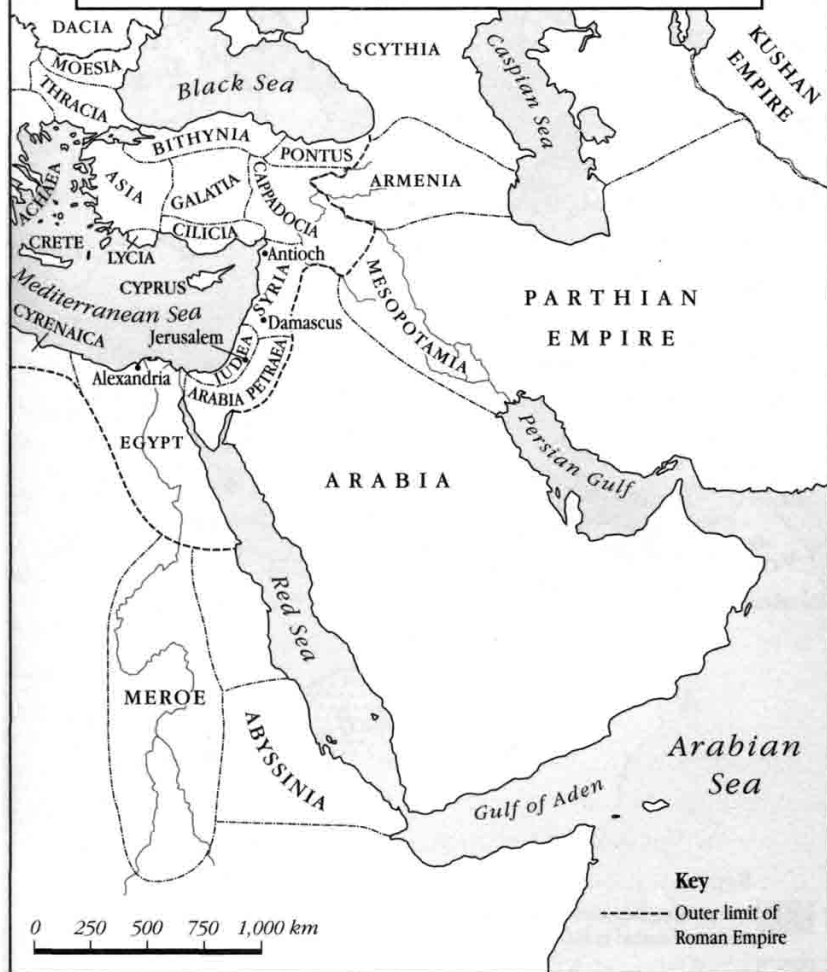 DACIA
SCYTHIA
KUSHAN
EMPIRE
MOESIA
Black Sea
Caspian Sea
THRACIA
BITHYNIA
PONTUS
ACHAEA
ASIA
GALATIA
CAPPADOCIA
ARMENIA
CRETE
LYCIA
CILICIA
Antioch
CYPRUS
SYRIA
MESOPOTAMIA
PARTHIAN
EMPIRE
Mediterranean Sea
CYRENAICA
Jerusalem
Damascus
IUDEA
Alexandria
ARABIA PETRAEA
EGYPT
ARABIA
Persian Gulf
Red Sea
MEROE
ABYSSINIA
Arabian
Sea
Gulf of Aden
Key
Outer limit of
Roman Empire
0 250 500 750 1,000 km